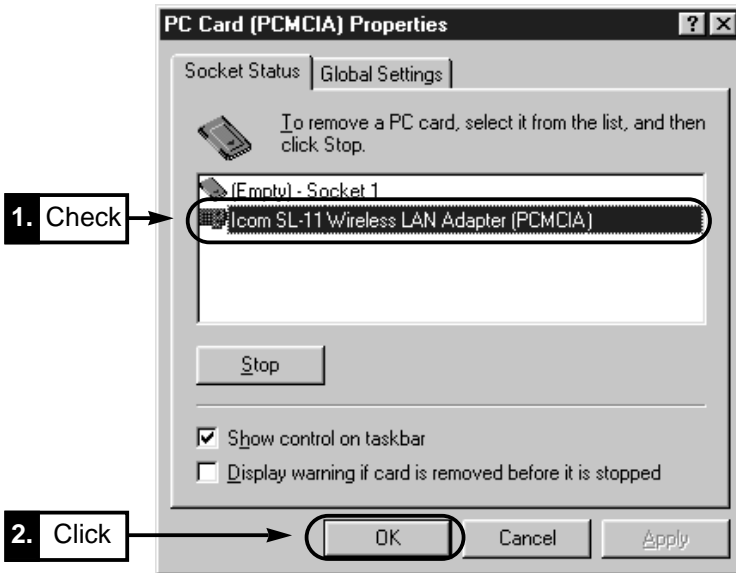 PC Card (PCMCIA) Properties
Socket Status Global Settings
To remove a PC card, select it from the list, and then
click Stop.
(Empty) - Socket 1
1. Check
Icom SL-11 Wireless LAN Adapter (PCMCIA)
Stop
Show control on taskbar
Display warning if card is removed before it is stopped
2. Click
OK Cancel Apply